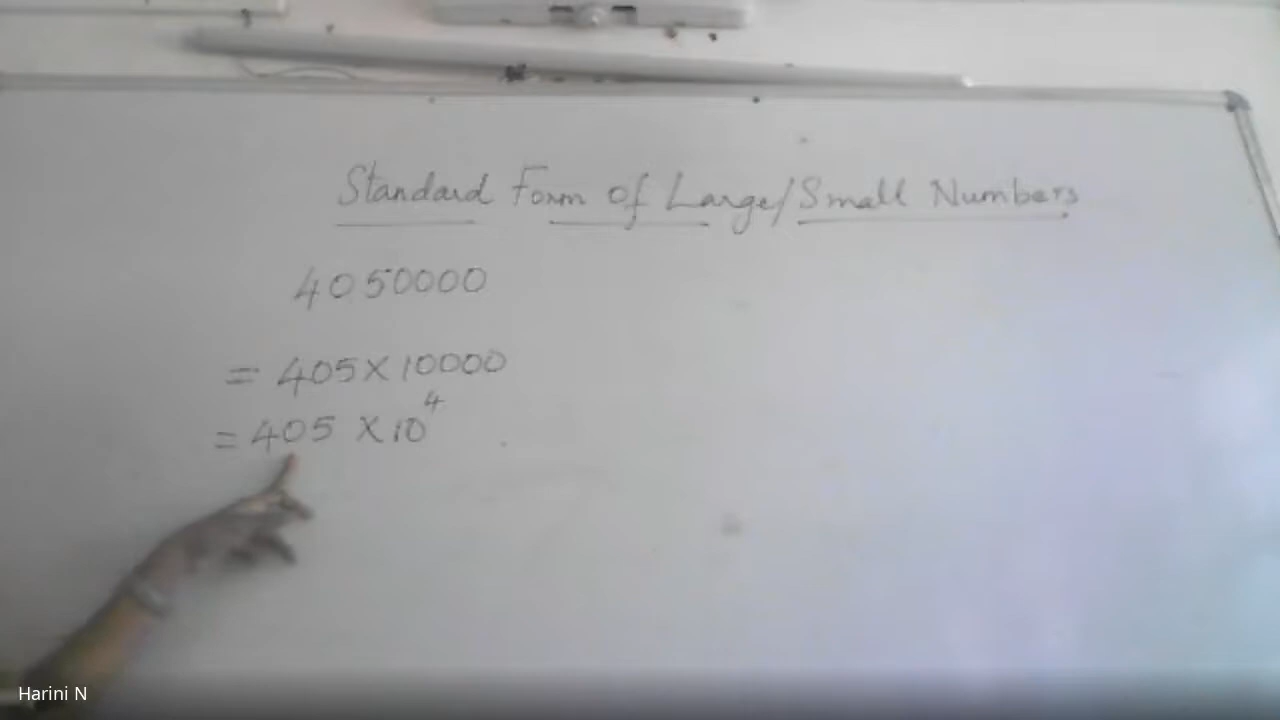 Standard Form of Large/Small Numbers
4050000
= 405 × 10000
= 405 × 10⁴
Harini N